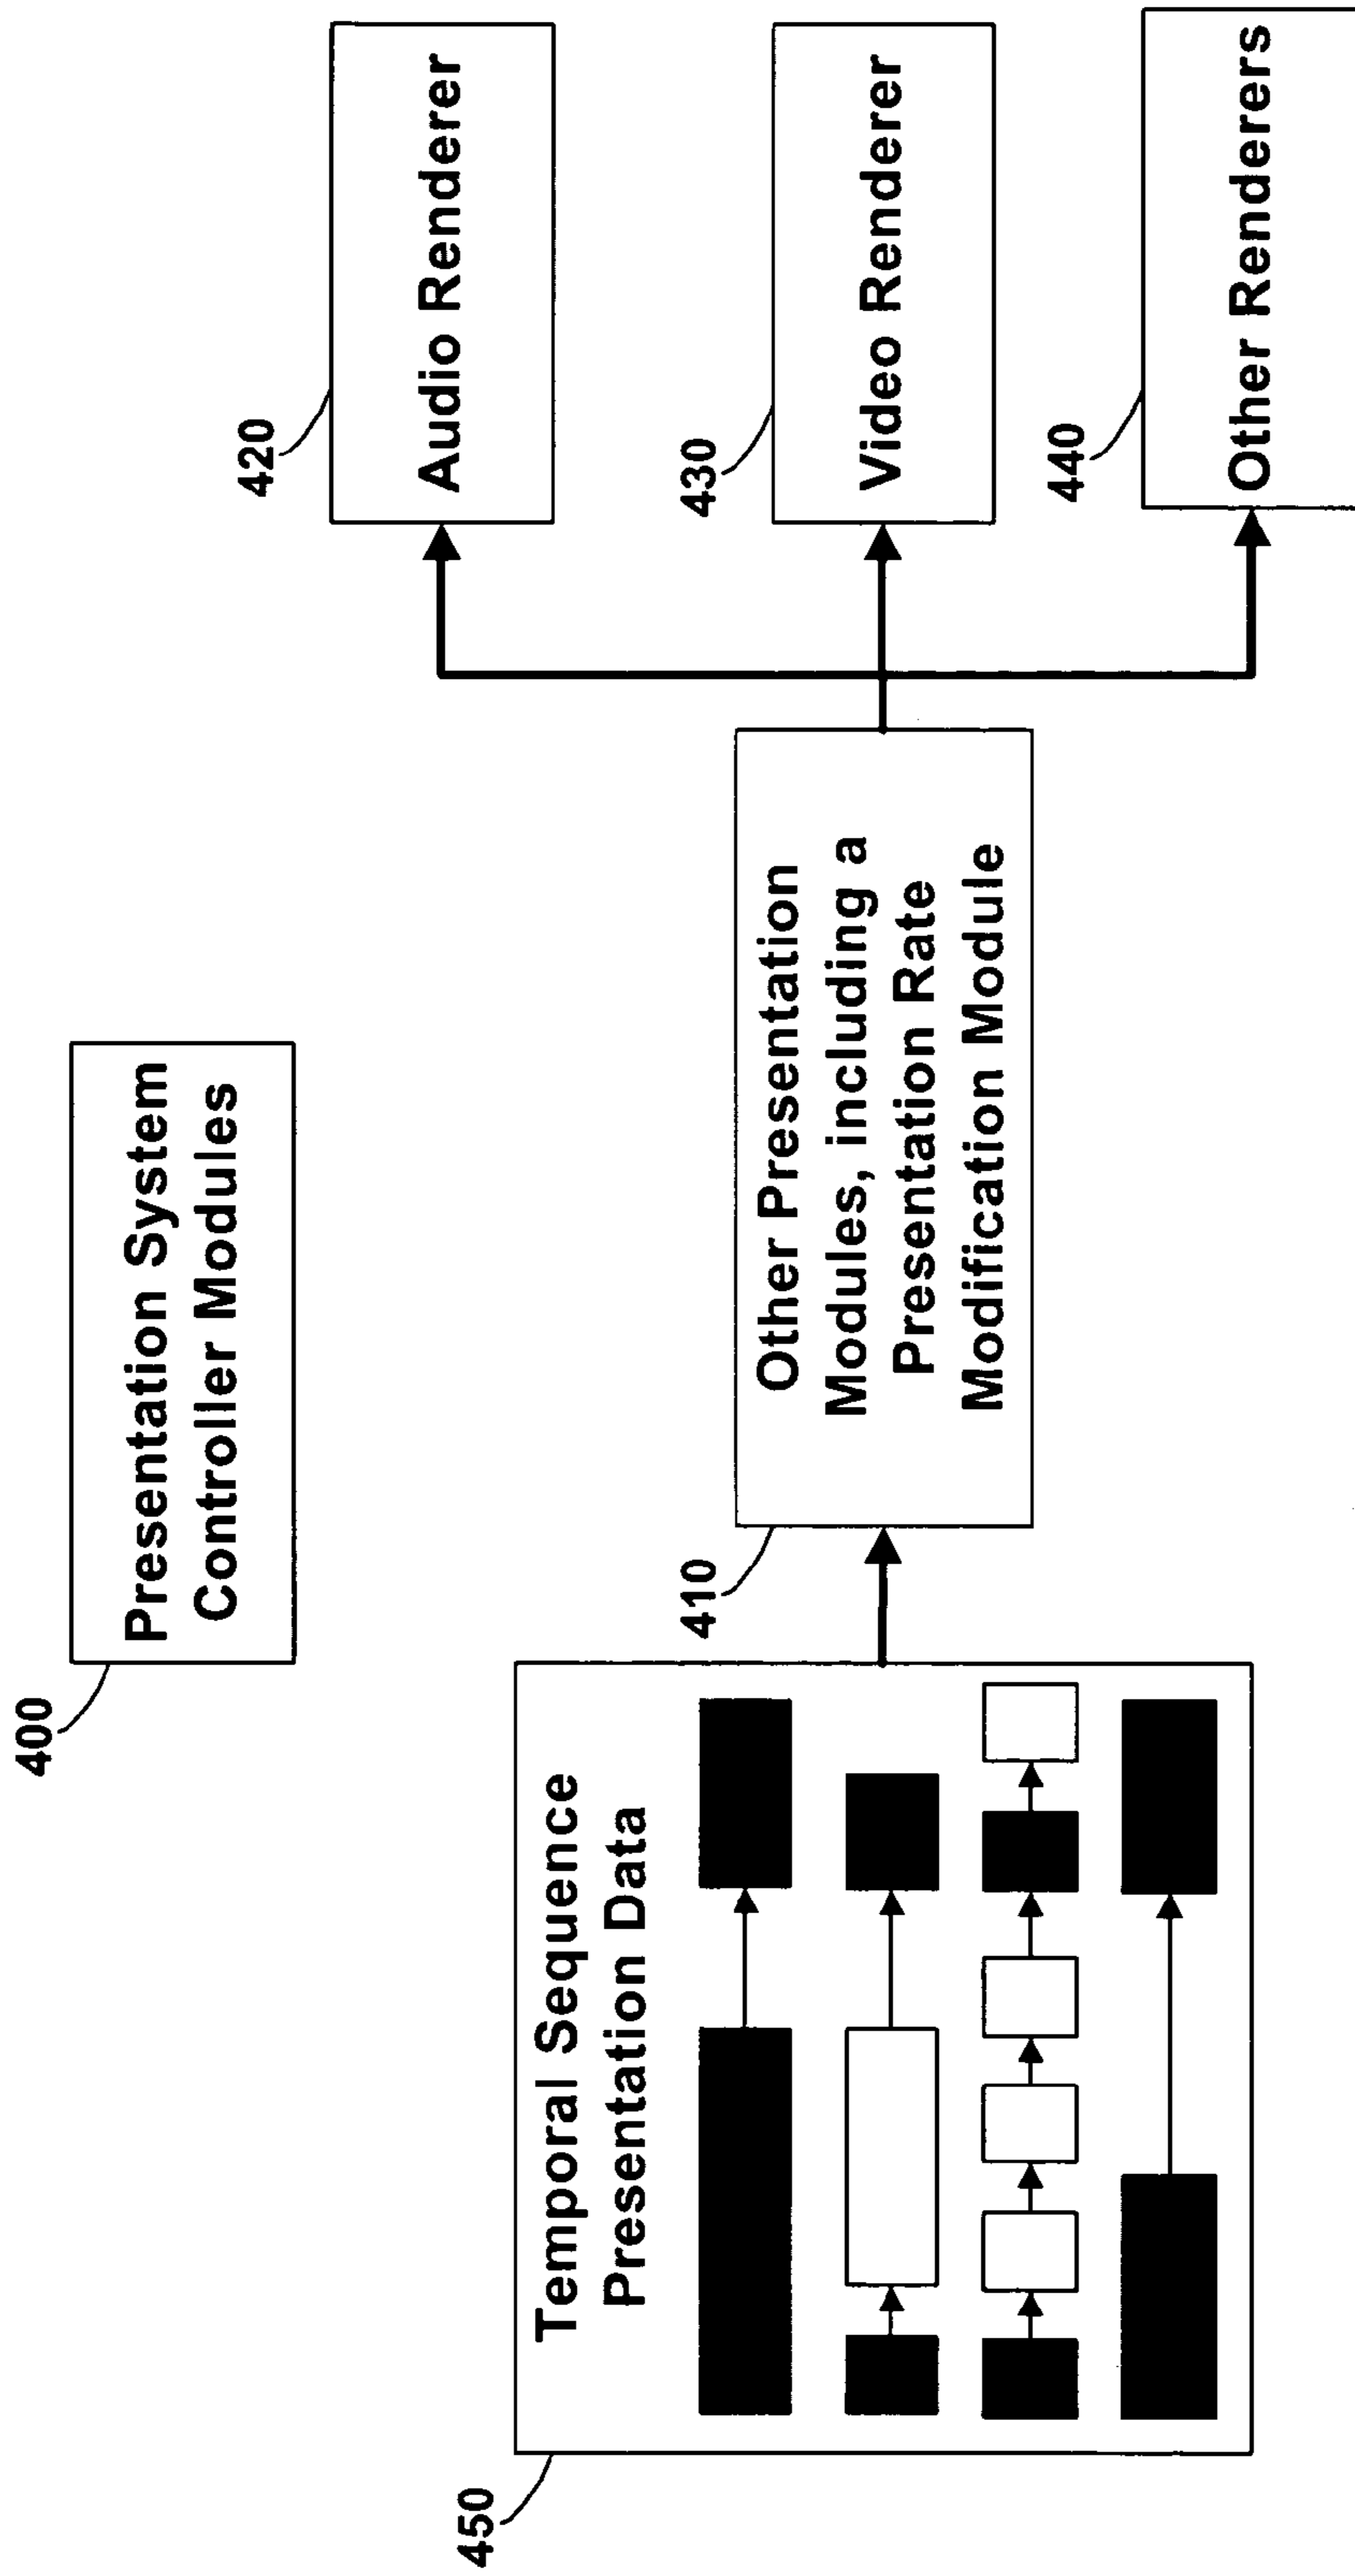 400
Presentation System
Controller Modules
420
Audio Renderer
450
Temporal Sequence
Presentation Data
410
Other Presentation
Modules, including a
Presentation Rate
Modification Module
430
Video Renderer
440
Other Renderers